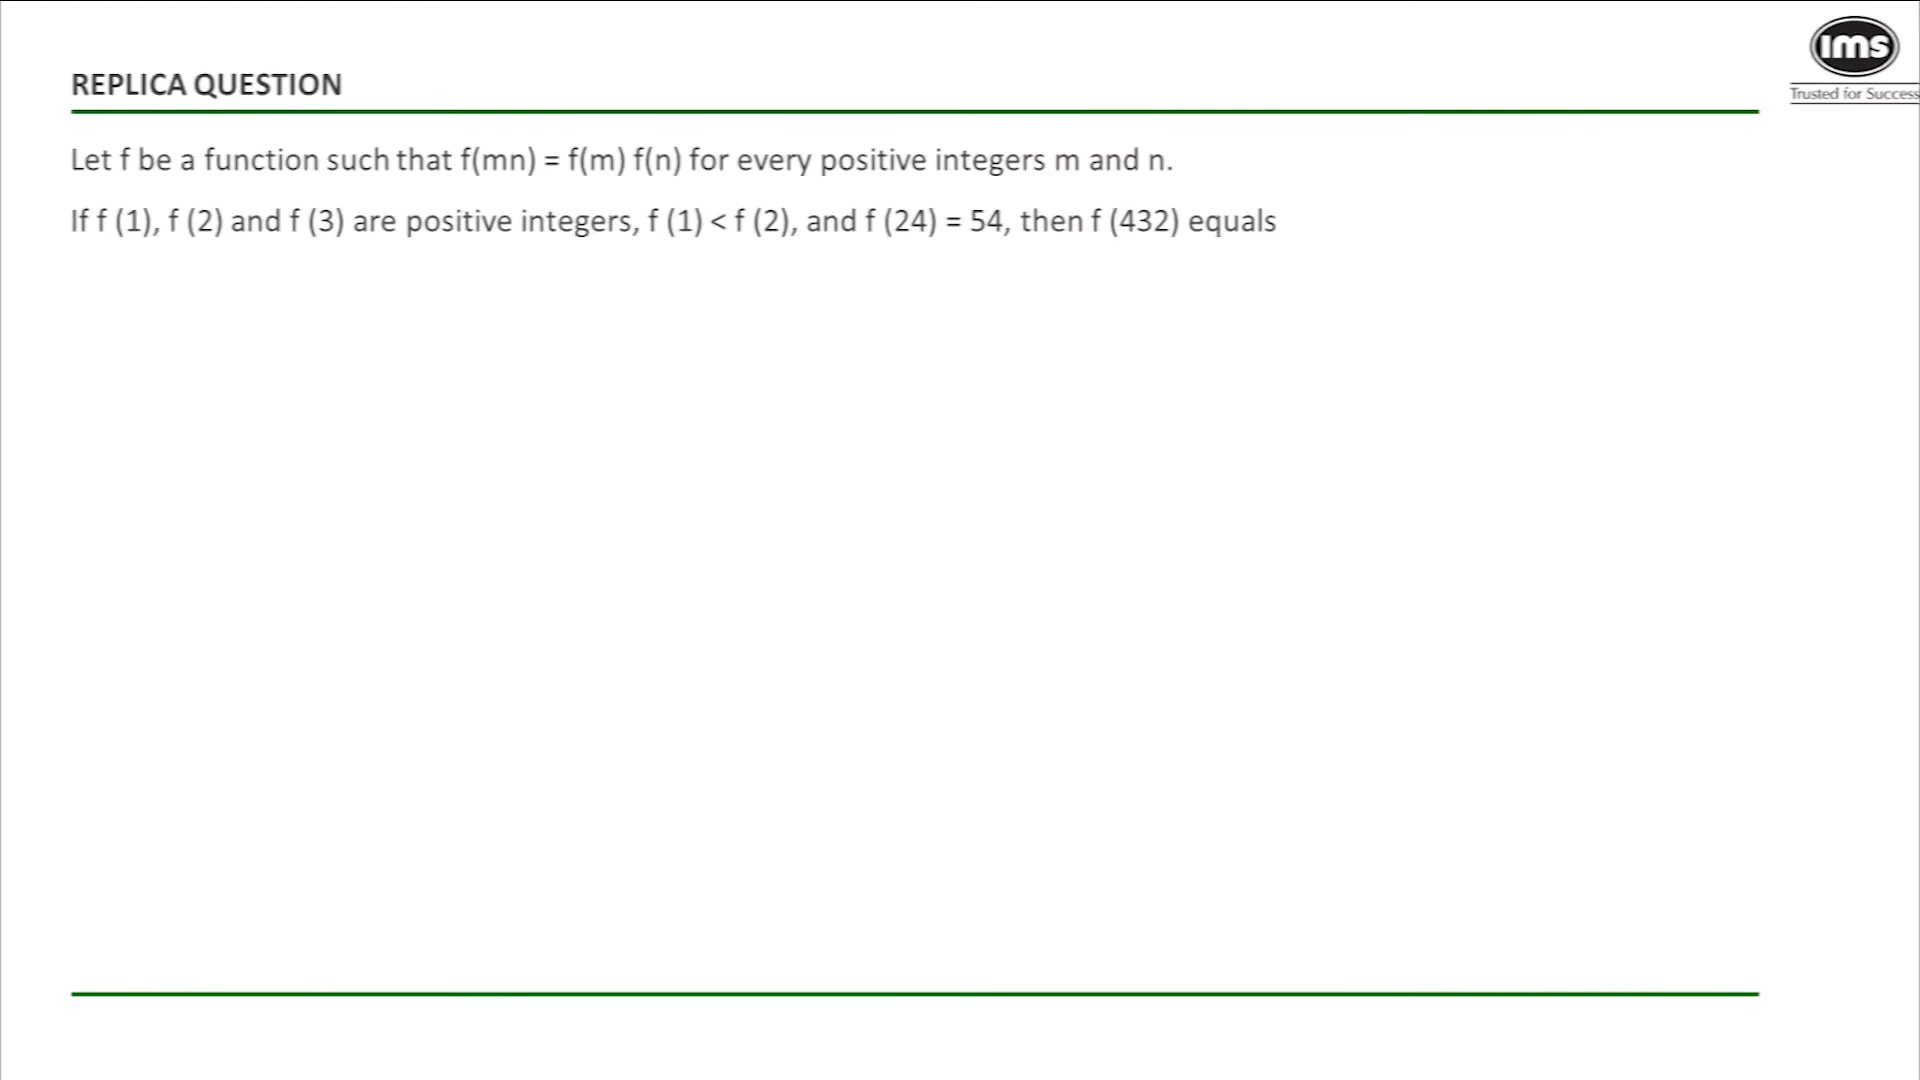 ims
Trusted for Success
REPLICA QUESTION
Let f be a function such that f(mn) = f(m) f(n) for every positive integers m and n.
If f (1), f (2) and f (3) are positive integers, f (1) < f (2), and f (24) = 54, then f (432) equals